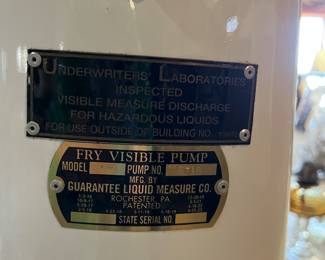 UNDERWRITERS' LABORATORIES
INSPECTED
VISIBLE MEASURE DISCHARGE
FOR HAZARDOUS LIQUIDS
FOR USE OUTSIDE OF BUILDING NO.
FRY VISIBLE PUMP
MODEL PUMP NO.
MFG. BY
GUARANTEE LIQUID MEASURE CO.
ROCHESTER PA.
PATENTED
STATE SERIAL NO.